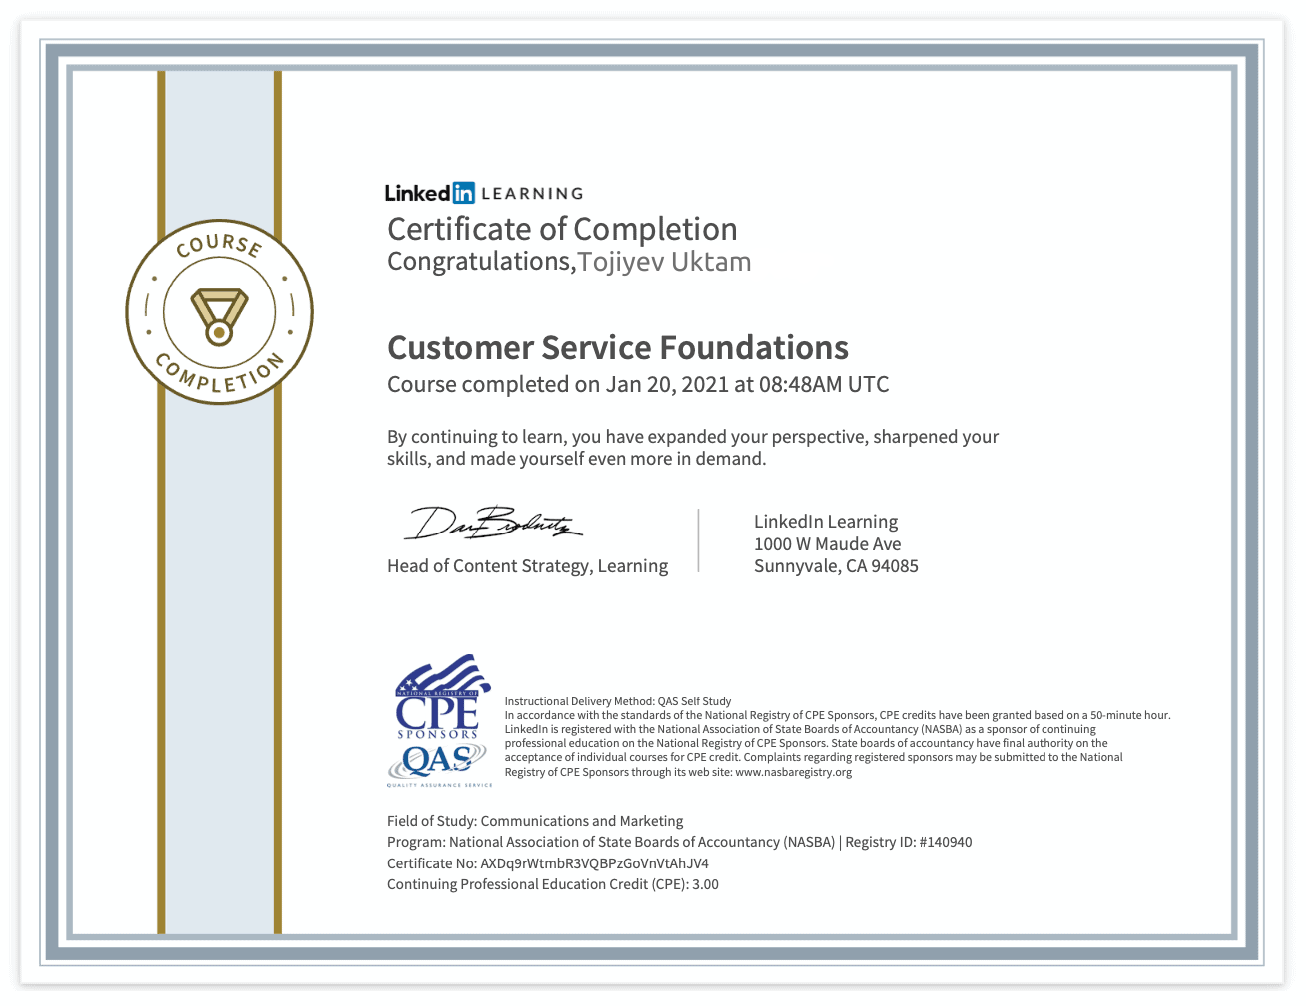 COURSE
COMPLETION
Linked in LEARNING
Certificate of Completion
Congratulations,Tojiyev Uktam
Customer Service Foundations
Course completed on Jan 20, 2021 at 08:48AM UTC
By continuing to learn, you have expanded your perspective, sharpened your
skills, and made yourself even more in demand.
Head of Content Strategy, Learning
LinkedIn Learning
1000 W Maude Ave
Sunnyvale, CA 94085
NATIONAL REGISTRY OF
CPE
SPONSORS
QAS
QUALITY ASSURANCE SERVICE
Instructional Delivery Method: QAS Self Study
In accordance with the standards of the National Registry of CPE Sponsors, CPE credits have been granted based on a 50-minute hour.
LinkedIn is registered with the National Association of State Boards of Accountancy (NASBA) as a sponsor of continuing
professional education on the National Registry of CPE Sponsors. State boards of accountancy have final authority on the
acceptance of individual courses for CPE credit. Complaints regarding registered sponsors may be submitted to the National
Registry of CPE Sponsors through its web site: www.nasbaregistry.org
Field of Study: Communications and Marketing
Program: National Association of State Boards of Accountancy (NASBA) | Registry ID: #140940
Certificate No: AXDq9rWtmbR3VQBPzGoVnVtAhJV4
Continuing Professional Education Credit (CPE): 3.00